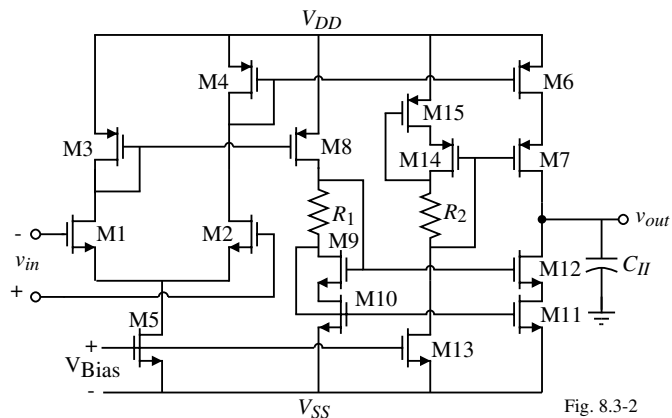 VDD
M4
M6
M15
M3
M8
M14
M7
R1
R2
vout
-
M1
M2
M9
vin
M12
CII
+
M10
M5
M11
+
M13
VBias
-
VSS
Fig. 8.3-2